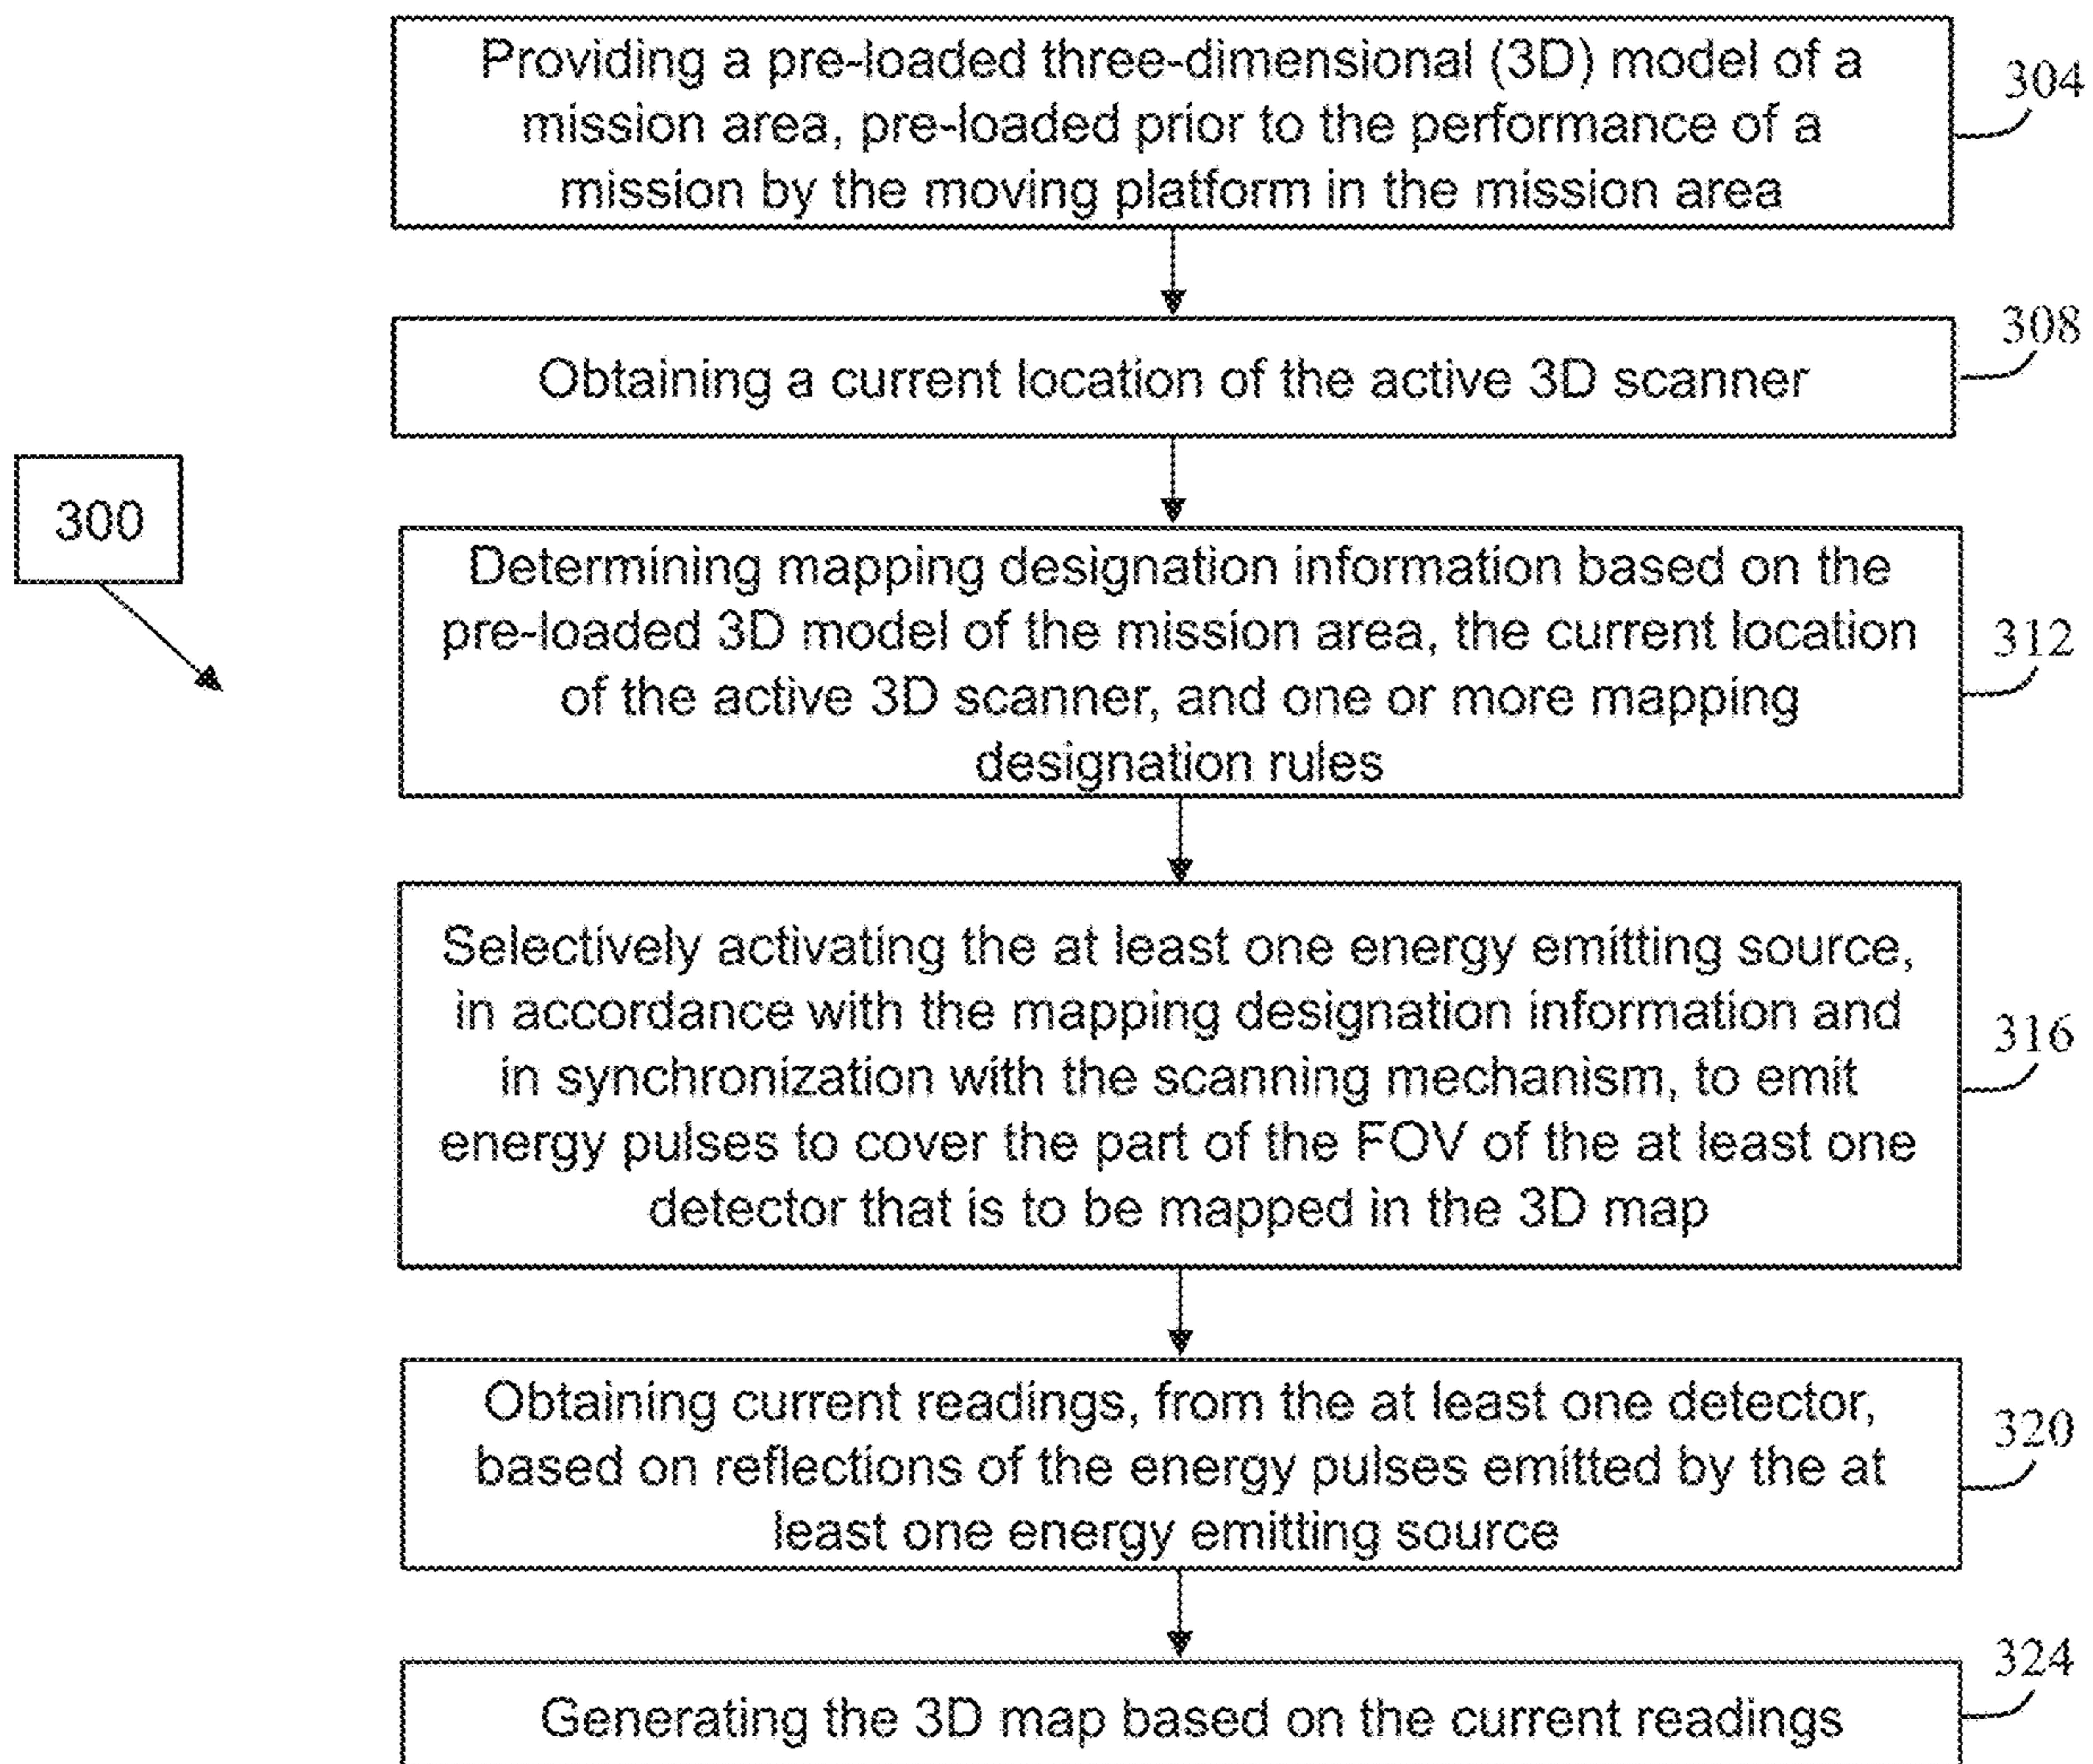 Providing a pre-loaded three-dimensional (3D) model of a
mission area, pre-loaded prior to the performance of a
mission by the moving platform in the mission area
304
Obtaining a current location of the active 3D scanner
308
300
Determining mapping designation information based on the
pre-loaded 3D model of the mission area, the current location
of the active 3D scanner, and one or more mapping
designation rules
312
Selectively activating the at least one energy emitting source,
in accordance with the mapping designation information and
in synchronization with the scanning mechanism, to emit
energy pulses to cover the part of the FOV of the at least one
detector that is to be mapped in the 3D map
316
Obtaining current readings, from the at least one detector,
based on reflections of the energy pulses emitted by the at
least one energy emitting source
320
Generating the 3D map based on the current readings
324